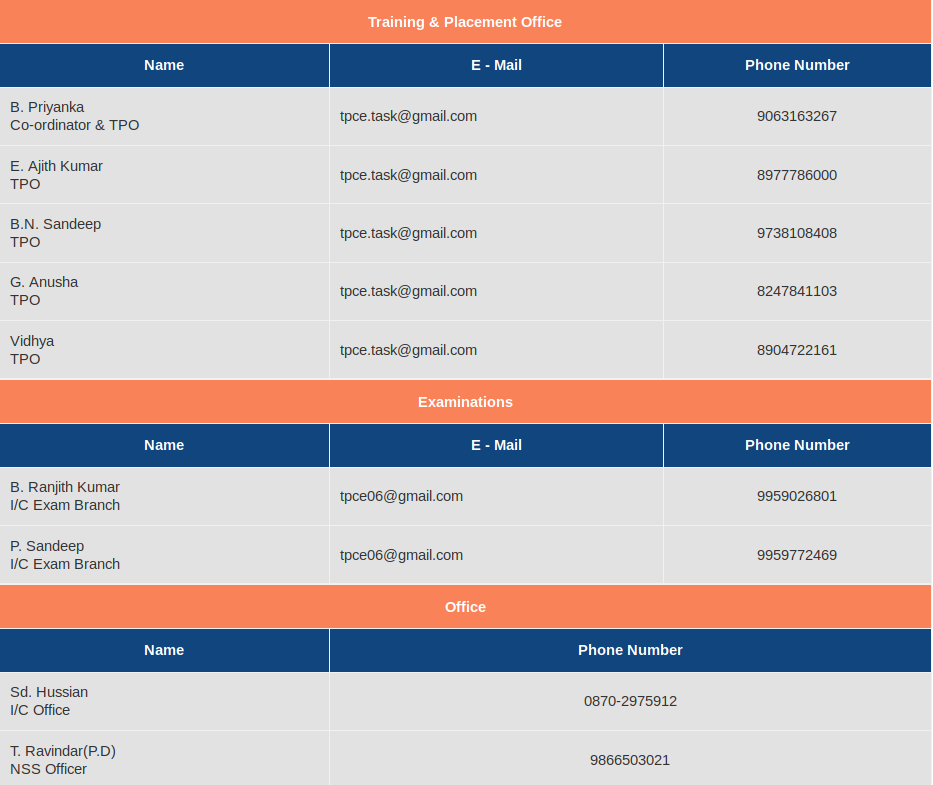 Training & Placement Office
Name E - Mail Phone Number
B. Priyanka
Co-ordinator & TPO
tpce.task@gmail.com 9063163267
E. Ajith Kumar
TPO
tpce.task@gmail.com 8977786000
B.N. Sandeep
TPO
tpce.task@gmail.com 9738108408
G. Anusha
TPO
tpce.task@gmail.com 8247841103
Vidhya
TPO
tpce.task@gmail.com 8904722161
Examinations
Name E - Mail Phone Number
B. Ranjith Kumar
I/C Exam Branch
tpce06@gmail.com 9959026801
P. Sandeep
I/C Exam Branch
tpce06@gmail.com 9959772469
Office
Name Phone Number
Sd. Hussian
I/C Office
0870-2975912
T. Ravindar(P.D)
NSS Officer
9866503021